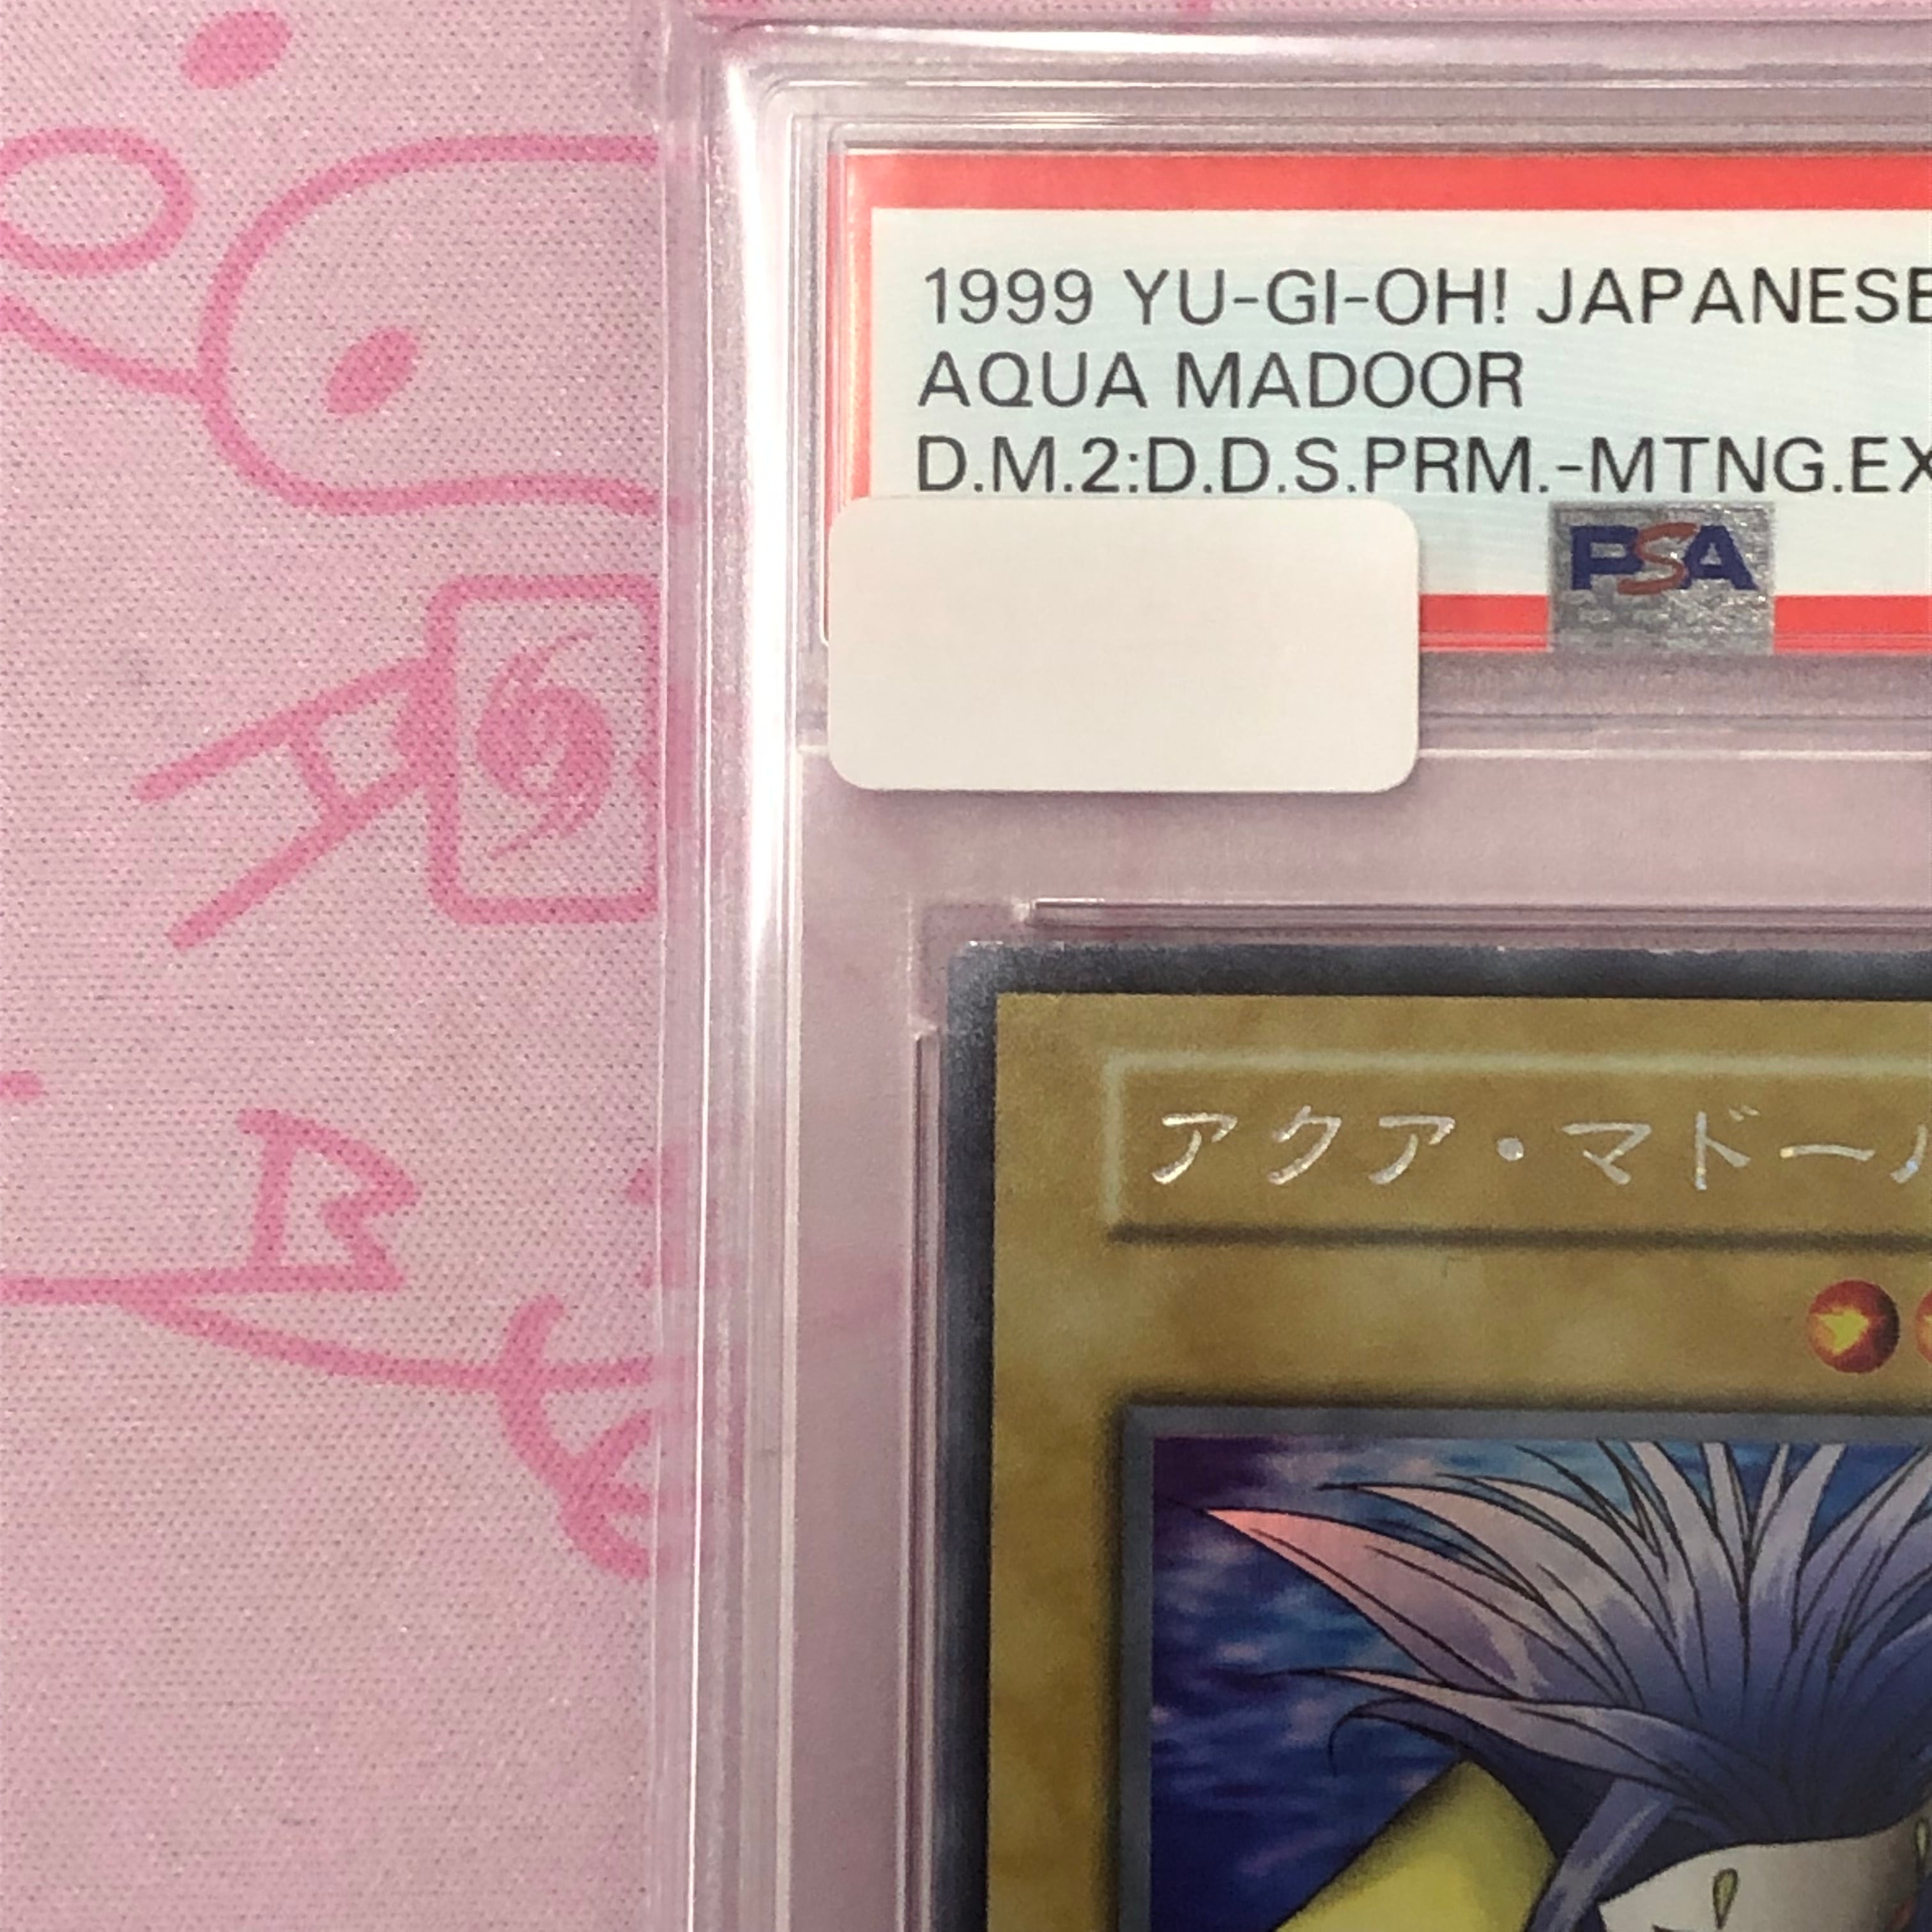 1999 YU-GI-OH! JAPANESE
AQUA MADOOR
D.M.2:D.D.S.PRM.-MTNG.EX
PSA
アクア・マドー